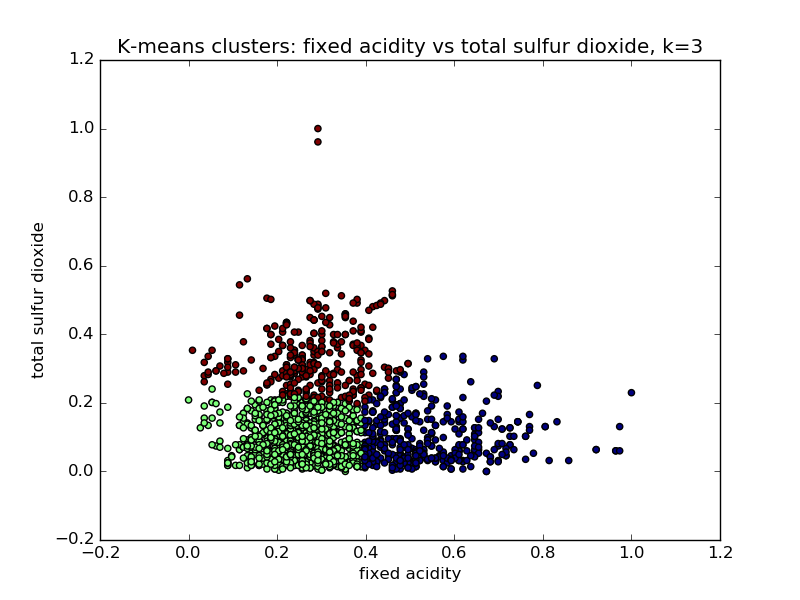 K-means clusters: fixed acidity vs total sulfur dioxide, k=3
1.2
1.0
0.8
0.6
0.4
0.2
0.0
−0.2
total sulfur dioxide
−0.2 0.0 0.2 0.4 0.6 0.8 1.0 1.2
fixed acidity